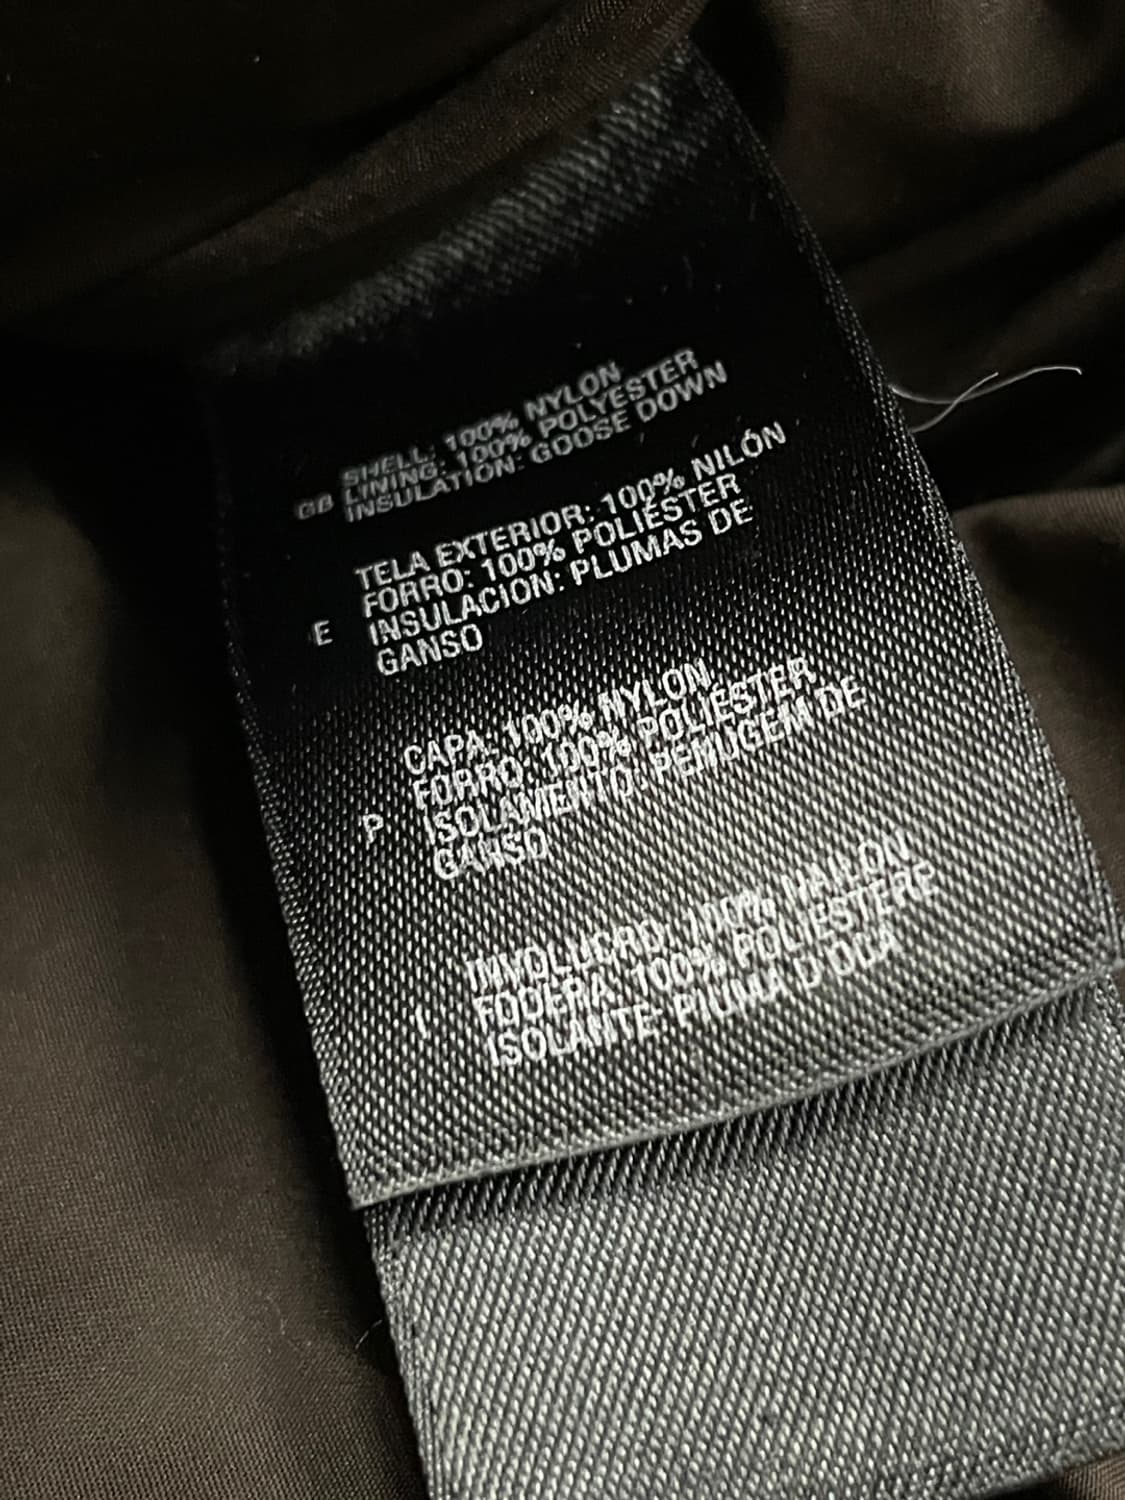 SHELL: 100% NYLON
GB LINING: 100% POLYESTER
INSULATION: GOOSE DOWN
TELA EXTERIOR: 100% NILÓN
FORRO: 100% POLIÉSTER
E INSULACION: PLUMAS DE
GANSO
CAPA: 100% NYLON,
FORRO: 100% POLIÉSTER
P ISOLAMENTO: PENUGEM DE
GANSO
INVOLUCRO: 100% NAILON
I FODERA: 100% POLIESTERE
ISOLANTE: PIUMA D'OCA